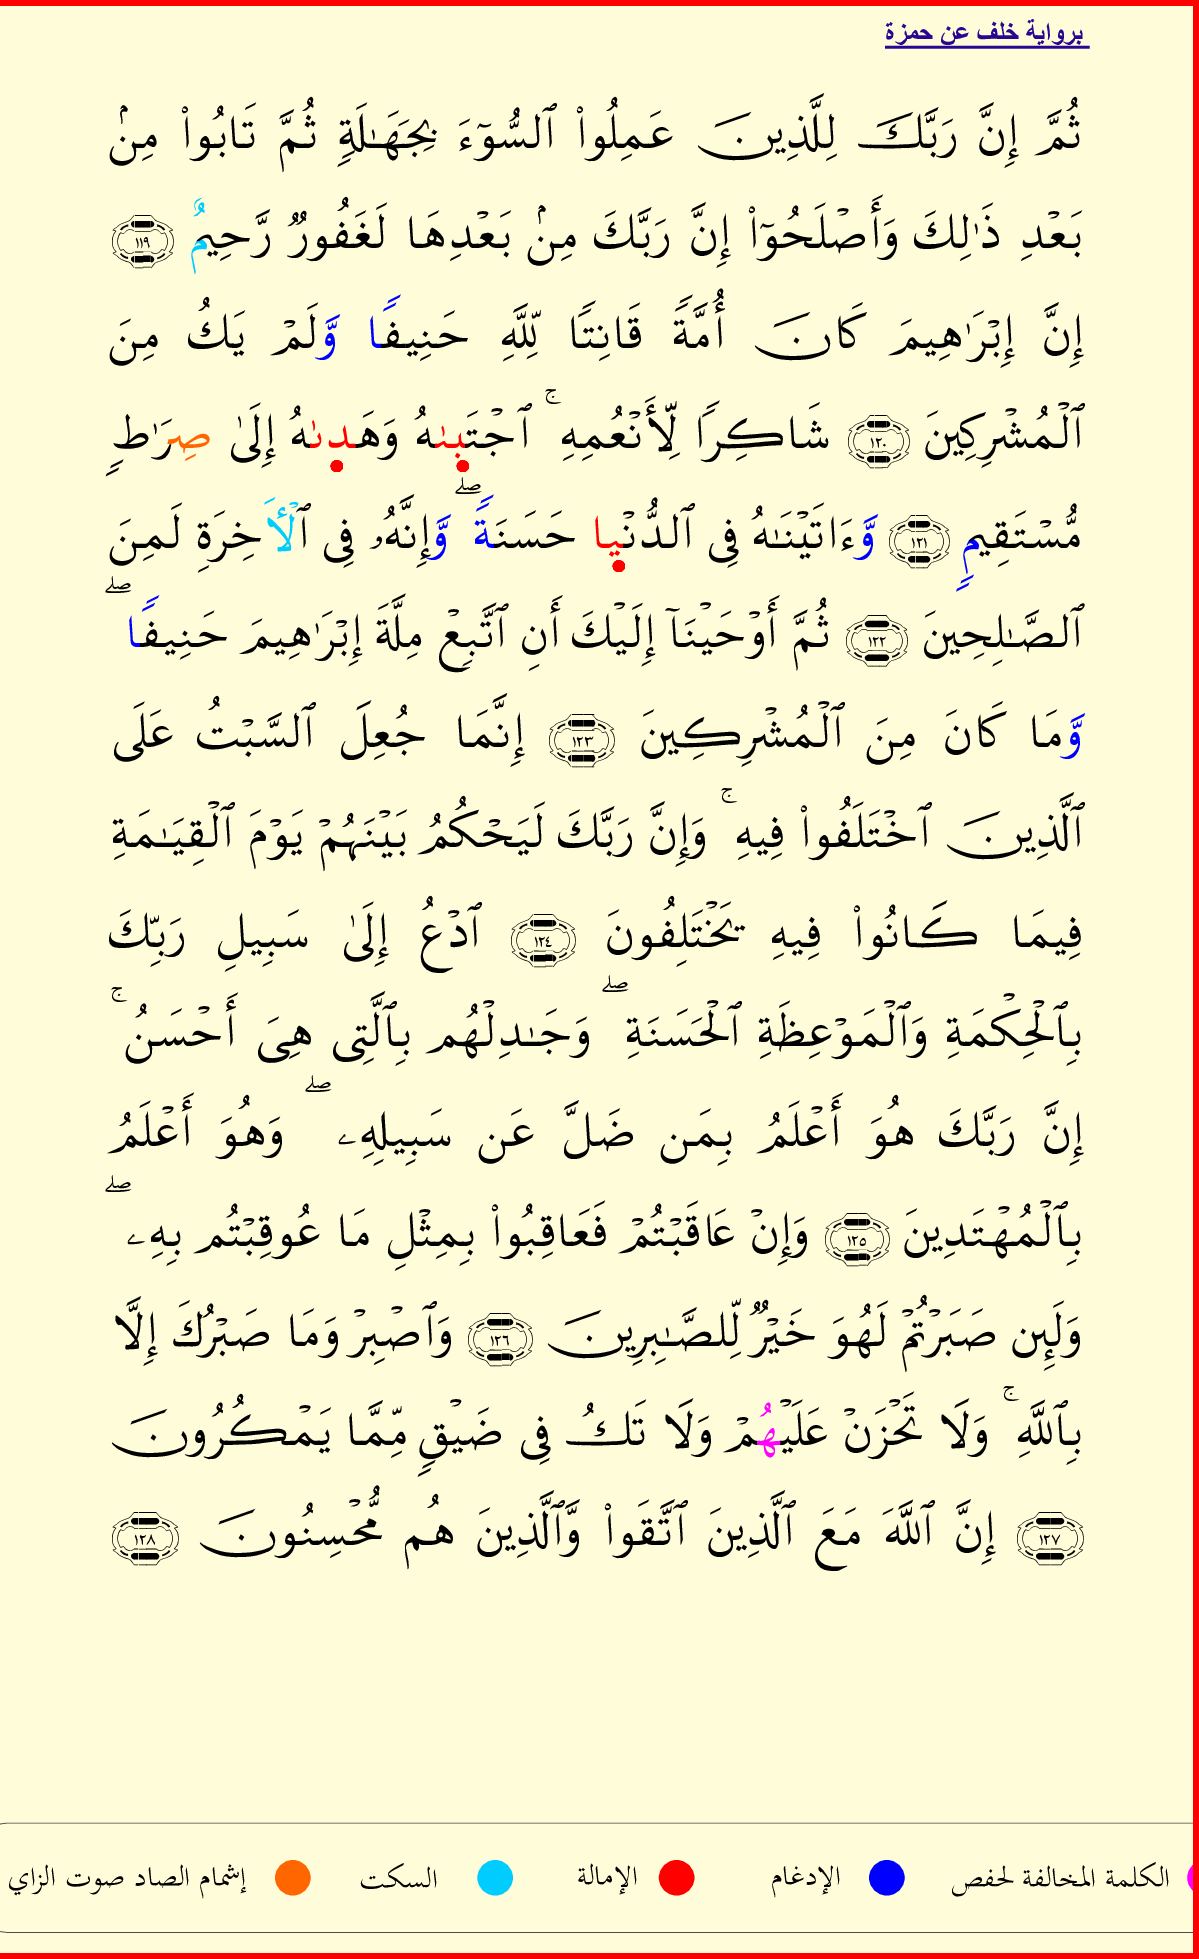 برواية خلف عن حمزة
ثُمَّ إِنَّ رَبَّكَ لِلَّذِينَ عَمِلُوا۟ ٱلسُّوٓءَ بِجَهَـٰلَةٍ ثُمَّ تَابُوا۟ مِنۢ
بَعْدِ ذَٰلِكَ وَأَصْلَحُوٓا۟ إِنَّ رَبَّكَ مِنۢ بَعْدِهَا لَغَفُورٌ رَّحِيمٌ ١١٩
إِنَّ إِبْرَٰهِيمَ كَانَ أُمَّةً قَانِتًا لِّلَّهِ حَنِيفًا وَّلَمْ يَكُ مِنَ
ٱلْمُشْرِكِينَ ١٢٠ شَاكِرًا لِّأَنْعُمِهِ ۚ ٱجْتَبىٰهُ وَهَدىٰهُ إِلَىٰ صِرَٰطٍ
مُّسْتَقِيمٍ ١٢١ وَّءَاتَيْنَـٰهُ فِى ٱلدُّنْيا حَسَنَةً ۖ وَّإِنَّهُۥ فِى ٱلْأَخِرَةِ لَمِنَ
ٱلصَّـٰلِحِينَ ١٢٢ ثُمَّ أَوْحَيْنَآ إِلَيْكَ أَنِ ٱتَّبِعْ مِلَّةَ إِبْرَٰهِيمَ حَنِيفًا ۖ
وَّمَا كَانَ مِنَ ٱلْمُشْرِكِينَ ١٢٣ إِنَّمَا جُعِلَ ٱلسَّبْتُ عَلَى
ٱلَّذِينَ ٱخْتَلَفُوا۟ فِيهِ ۚ وَإِنَّ رَبَّكَ لَيَحْكُمُ بَيْنَهُمْ يَوْمَ ٱلْقِيَـٰمَةِ
فِيمَا كَانُوا۟ فِيهِ يَخْتَلِفُونَ ١٢٤ ٱدْعُ إِلَىٰ سَبِيلِ رَبِّكَ
بِٱلْحِكْمَةِ وَٱلْمَوْعِظَةِ ٱلْحَسَنَةِ ۖ وَجَـٰدِلْهُم بِٱلَّتِى هِىَ أَحْسَنُ ۚ
إِنَّ رَبَّكَ هُوَ أَعْلَمُ بِمَن ضَلَّ عَن سَبِيلِهِۦ ۖ وَهُوَ أَعْلَمُ
بِٱلْمُهْتَدِينَ ١٢٥ وَإِنْ عَاقَبْتُمْ فَعَاقِبُوا۟ بِمِثْلِ مَا عُوقِبْتُم بِهِۦ ۖ
وَلَئِن صَبَرْتُمْ لَهُوَ خَيْرٌ لِّلصَّـٰبِرِينَ ١٢٦ وَٱصْبِرْ وَمَا صَبْرُكَ إِلَّا
بِٱللَّهِ ۚ وَلَا تَحْزَنْ عَلَيْهُمْ وَلَا تَكُ فِى ضَيْقٍ مِّمَّا يَمْكُرُونَ
١٢٧ إِنَّ ٱللَّهَ مَعَ ٱلَّذِينَ ٱتَّقَوا۟ وَّٱلَّذِينَ هُم مُّحْسِنُونَ ١٢٨
الكلمة المخالفة لحفص الإدغام الإمالة السكت إشمام الصاد صوت الزاي